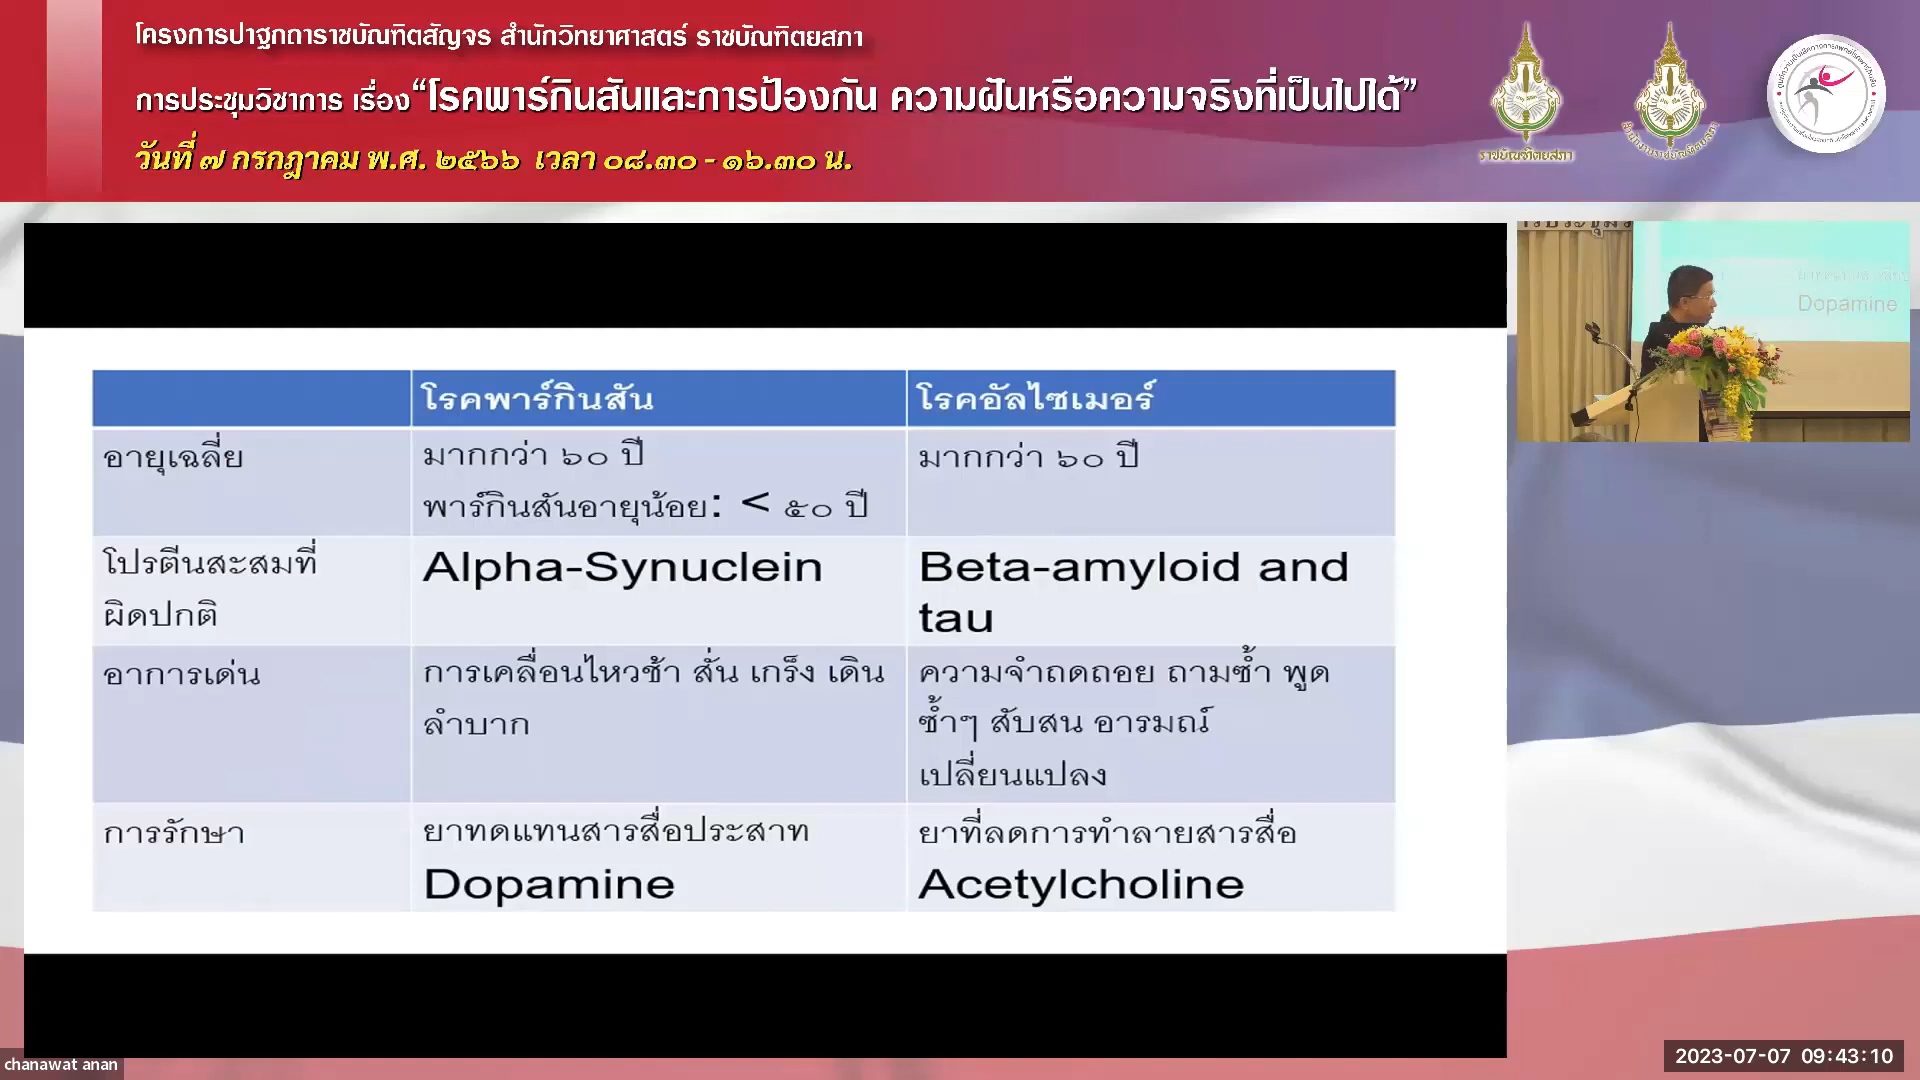 โครงการปาฐกถาราชบัณฑิตสัญจร สำนักวิทยาศาสตร์ ราชบัณฑิตยสภา
การประชุมวิชาการ เรื่อง “โรคพาร์กินสันและการป้องกัน ความฝันหรือความจริงที่เป็นไปได้”
วันที่ ๗ กรกฎาคม พ.ศ. ๒๕๖๖ เวลา ๐๘.๓๐ - ๑๖.๓๐ น.
ราชบัณฑิตยสภา
สำนักงานราชบัณฑิตยสภา
Dopamine
โรคพาร์กินสัน
โรคอัลไซเมอร์
อายุเฉลี่ย
มากกว่า ๖๐ ปี
พาร์กินสันอายุน้อย: < ๕๐ ปี
มากกว่า ๖๐ ปี
โปรตีนสะสมที่
ผิดปกติ
Alpha-Synuclein
Beta-amyloid and
tau
อาการเด่น
การเคลื่อนไหวช้า สั่น เกร็ง เดิน
ลำบาก
ความจำถดถอย ถามซ้ำ พูด
ซ้ำๆ สับสน อารมณ์
เปลี่ยนแปลง
การรักษา
ยาทดแทนสารสื่อประสาท
Dopamine
ยาที่ลดการทำลายสารสื่อ
Acetylcholine
chanawat anan
2023-07-07 09:43:10